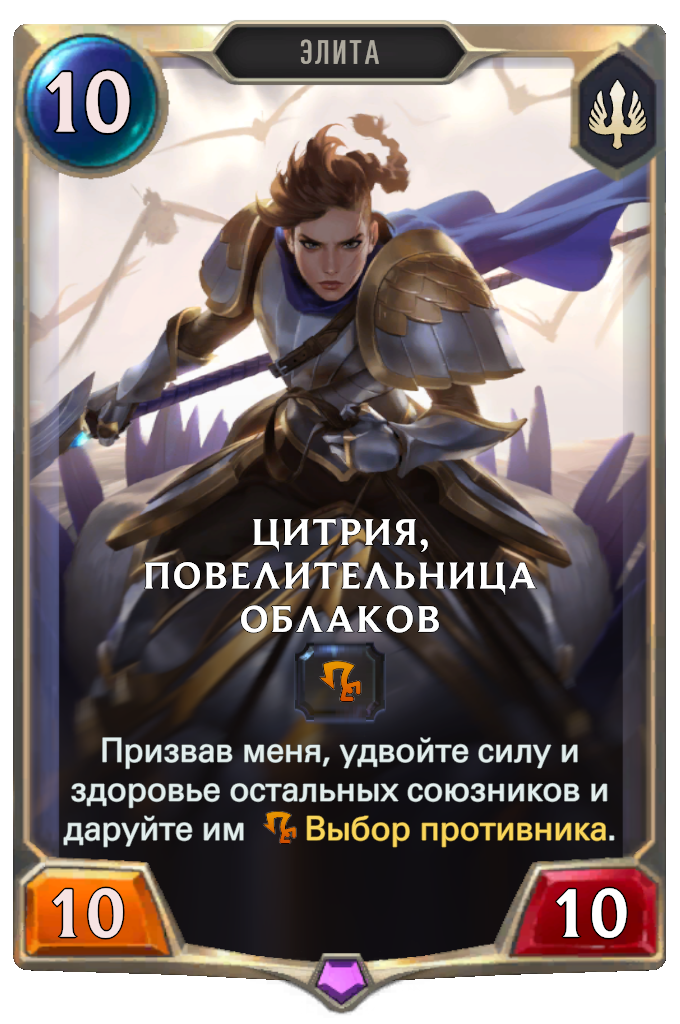 ЭЛИТА
10
ЦИТРИЯ,
ПОВЕЛИТЕЛЬНИЦА
ОБЛАКОВ
Призвав меня, удвойте силу и
здоровье остальных союзников и
даруйте им Выбор противника.
10
10